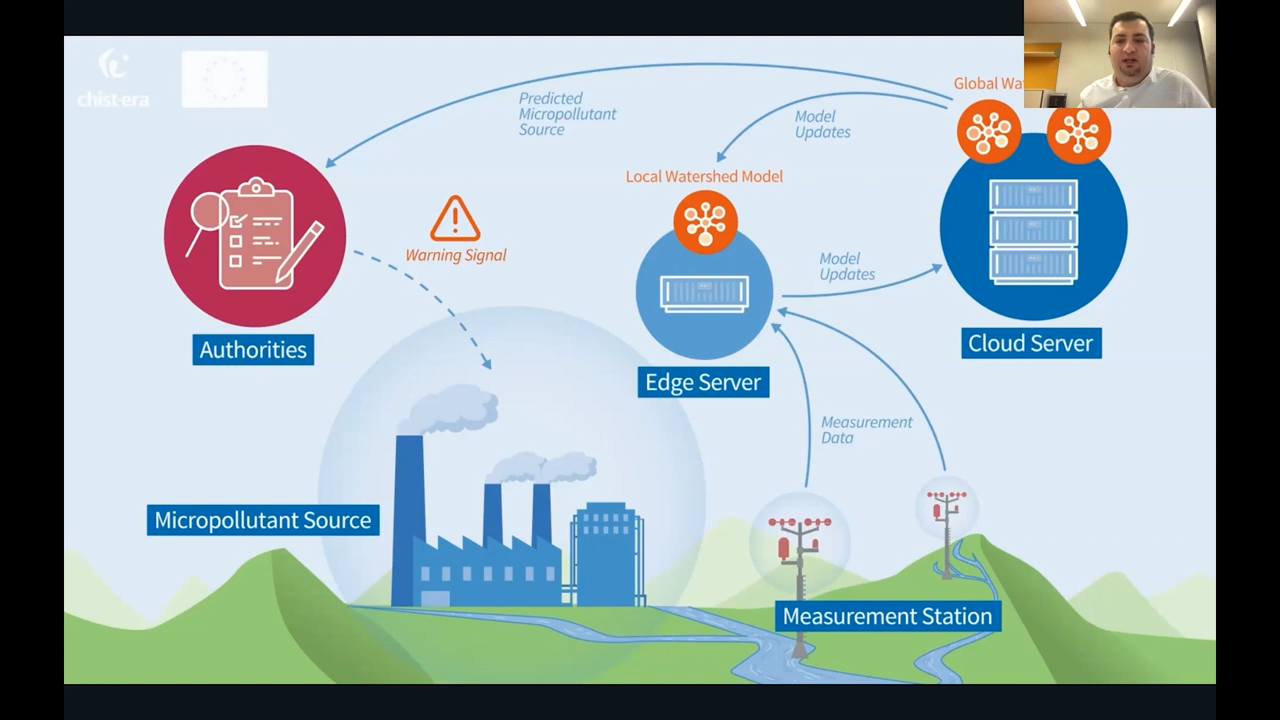 chist-era
Global
Predicted
Micropollutant
Source
Model
Updates
Local Watershed Model
Warning Signal
Model
Updates
Authorities
Cloud Server
Edge Server
Measurement
Data
Micropollutant Source
Measurement Station